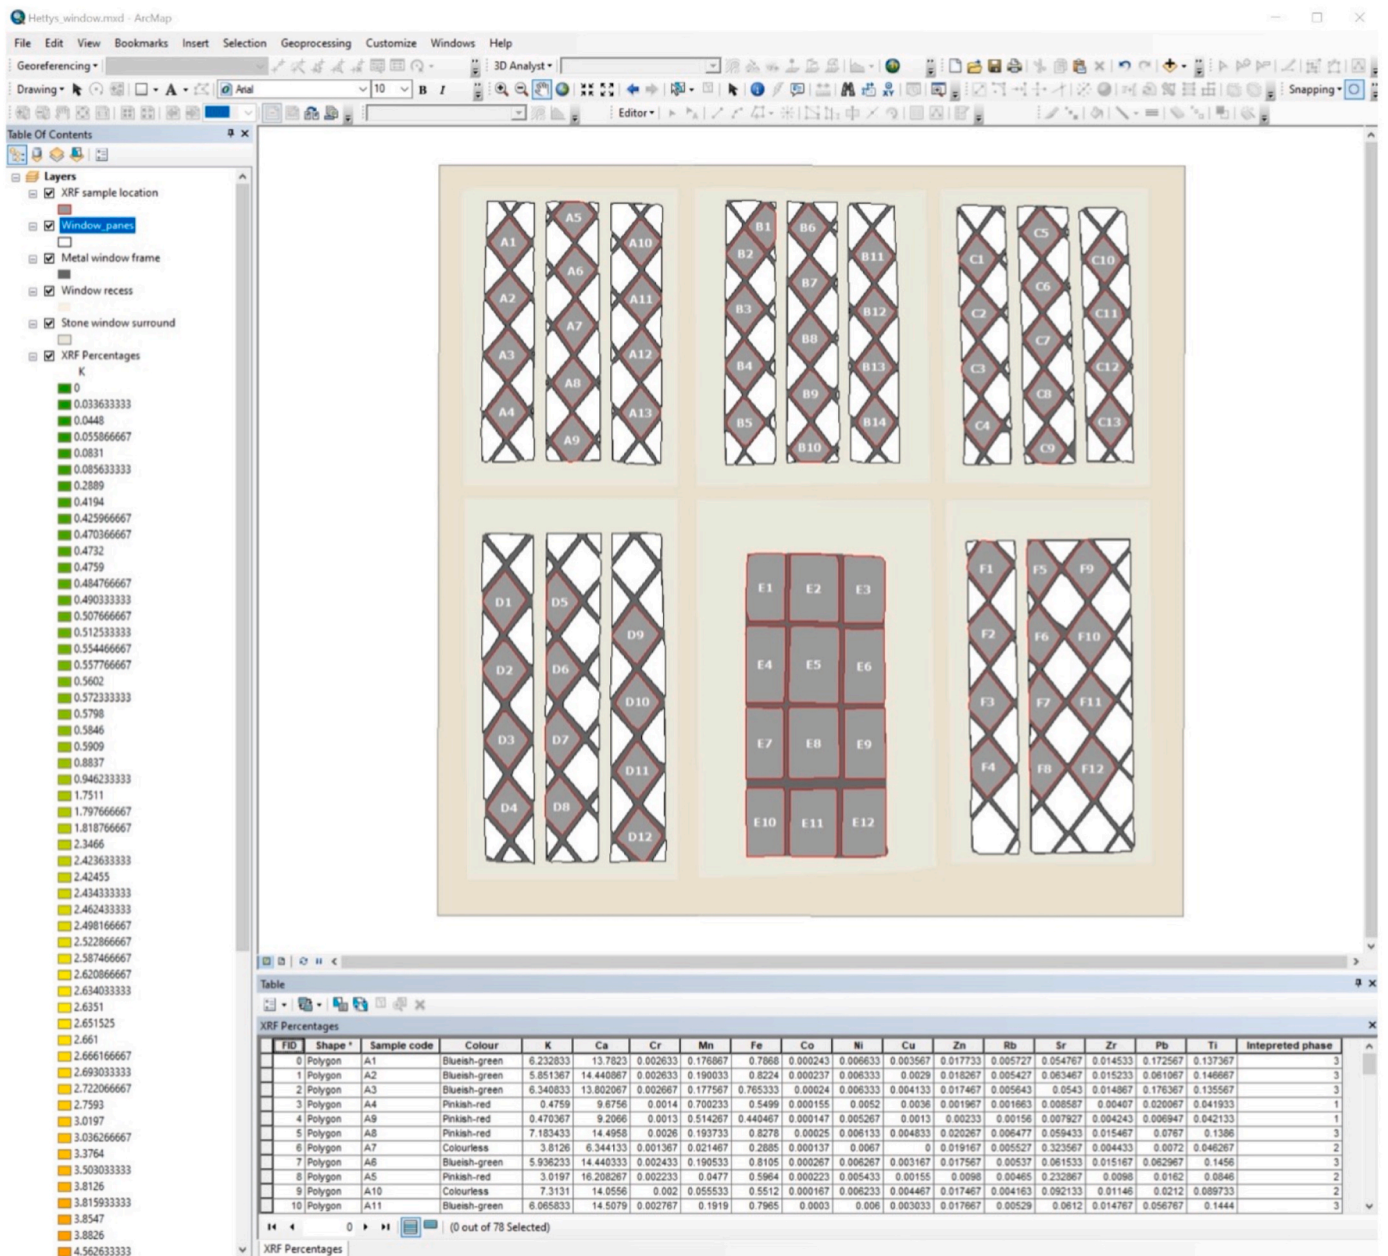 Hettys_window.mxd - ArcMap
File Edit View Bookmarks Insert Selection Geoprocessing Customize Windows Help
Georeferencing 3D Analyst
Drawing Arial 10 B I Snapping
Editor
Table Of Contents
Layers
XRF sample location
Window_panes
Metal window frame
Window recess
Stone window surround
XRF Percentages
K
0
0.033633333
0.0448
0.055866667
0.0831
0.085633333
0.2889
0.4194
0.425966667
0.470366667
0.4732
0.4759
0.484766667
0.490333333
0.507666667
0.512533333
0.554466667
0.557766667
0.5602
0.572333333
0.5798
0.5846
0.5909
0.8837
0.946233333
1.7511
1.797666667
1.818766667
2.3466
2.423633333
2.42455
2.434333333
2.462433333
2.498166667
2.522866667
2.587466667
2.620866667
2.634033333
2.6351
2.651525
2.661
2.666166667
2.693033333
2.722066667
2.7593
3.0197
3.036266667
3.3764
3.503033333
3.8126
3.815933333
3.8547
3.8826
4.562633333
A1 A5 A10
A2 A6 A11
A3 A7 A12
A4 A8 A13
A9
B1 B6
B2 B7 B11
B3 B8 B12
B4 B9 B13
B5 B10 B14
C1 C5 C10
C2 C6 C11
C3 C7 C12
C4 C8 C13
C9
D1 D5 D9
D2 D6 D10
D3 D7 D11
D4 D8 D12
E1 E2 E3
E4 E5 E6
E7 E8 E9
E10 E11 E12
F1 F5 F9
F2 F6 F10
F3 F7 F11
F4 F8 F12
Table
XRF Percentages
FID Shape * Sample code Colour K Ca Cr Mn Fe Co Ni Cu Zn Rb Sr Zr Pb Ti Intepreted phase
0 Polygon A1 Blueish-green 6.232833 13.7823 0.002633 0.176867 0.7868 0.000243 0.006633 0.003567 0.017733 0.005727 0.054767 0.014533 0.172567 0.137367 3
1 Polygon A2 Blueish-green 5.851367 14.440867 0.002633 0.190033 0.8224 0.000237 0.006333 0.0029 0.018267 0.005427 0.063467 0.015233 0.061067 0.146667 3
2 Polygon A3 Blueish-green 6.340833 13.802067 0.002667 0.177567 0.765333 0.00024 0.006333 0.004133 0.017467 0.005643 0.0543 0.014867 0.176367 0.135567 3
3 Polygon A4 Pinkish-red 0.4759 9.6756 0.0014 0.700233 0.5499 0.000155 0.0052 0.0036 0.001967 0.001663 0.008587 0.00407 0.020067 0.041933 1
4 Polygon A9 Pinkish-red 0.470367 9.2066 0.0013 0.514267 0.440467 0.000147 0.005267 0.0013 0.00233 0.00156 0.007927 0.004243 0.006947 0.042133 1
5 Polygon A8 Pinkish-red 7.183433 14.4958 0.0026 0.193733 0.8278 0.00025 0.006133 0.004833 0.020267 0.006477 0.059433 0.015467 0.0767 0.1386 3
6 Polygon A7 Colourless 3.8126 6.344133 0.001367 0.021467 0.2885 0.000137 0.0067 0 0.019167 0.005527 0.323567 0.004433 0.0072 0.046267 2
7 Polygon A6 Blueish-green 5.936233 14.440333 0.002433 0.190533 0.8105 0.000267 0.006267 0.003167 0.017567 0.00537 0.061533 0.015167 0.062967 0.1456 3
8 Polygon A5 Pinkish-red 3.0197 16.208267 0.002233 0.0477 0.5964 0.000223 0.005433 0.00155 0.0098 0.00465 0.232867 0.0098 0.0162 0.0846 2
9 Polygon A10 Colourless 7.3131 14.0556 0.002 0.055533 0.5512 0.000167 0.006233 0.004467 0.017467 0.004163 0.092133 0.01146 0.0212 0.089733 2
10 Polygon A11 Blueish-green 6.065833 14.5079 0.002767 0.1919 0.7965 0.0003 0.006 0.003033 0.017667 0.00529 0.0612 0.014767 0.056767 0.1444 3
0 (0 out of 78 Selected)
XRF Percentages